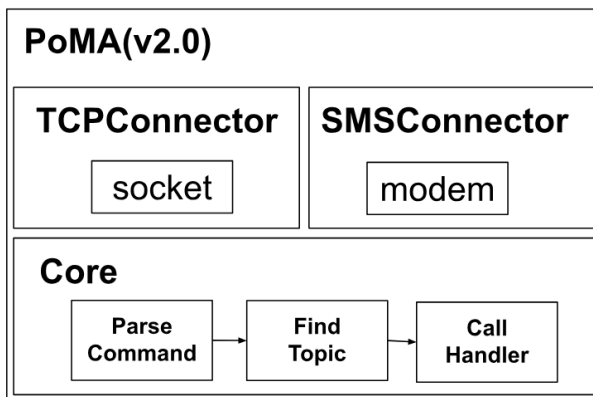 PoMA(v2.0)
TCPConnector
socket
SMSConnector
modem
Core
Parse
Command
Find
Topic
Call
Handler